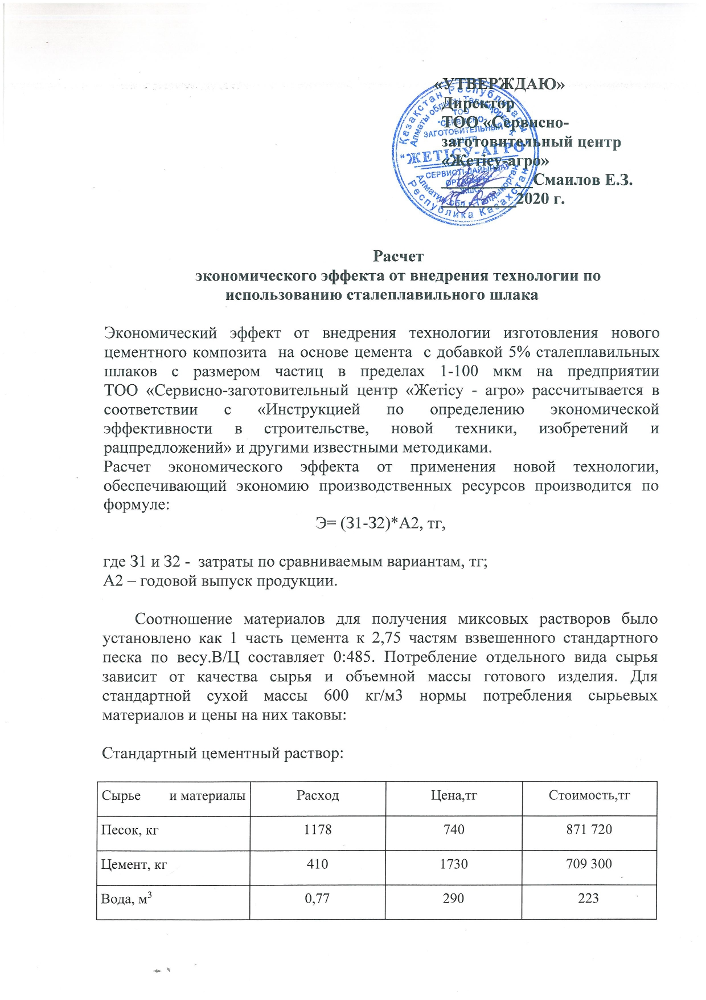 «УТВЕРЖДАЮ»
Директор
ТОО «Сервисно-
заготовительный центр
«Жетісу-агро»
___________Смаилов Е.З.
_________2020 г.
Қазақстан Республикасы
Алматы облысы Талдықорған қ.
ТОО
"СЕРВИСНО-
ЗАГОТОВИТЕЛЬНЫЙ
ЦЕНТР
"ЖЕТІСУ-АГРО"
СЕРВИСТІ-ДАЙЫНДАУ
ОРТАЛЫҒЫ"
ЖШС
Алматин. обл. г. Талдыкорган
Республика Казахстан
Расчет
экономического эффекта от внедрения технологии по
использованию сталеплавильного шлака
Экономический эффект от внедрения технологии изготовления нового
цементного композита на основе цемента с добавкой 5% сталеплавильных
шлаков с размером частиц в пределах 1-100 мкм на предприятии
ТОО «Сервисно-заготовительный центр «Жетісу - агро» рассчитывается в
соответствии с «Инструкцией по определению экономической
эффективности в строительстве, новой техники, изобретений и
рацпредложений» и другими известными методиками.
Расчет экономического эффекта от применения новой технологии,
обеспечивающий экономию производственных ресурсов производится по
формуле:
Э= (З1-З2)*А2, тг,
где З1 и З2 - затраты по сравниваемым вариантам, тг;
А2 – годовой выпуск продукции.
Соотношение материалов для получения миксовых растворов было
установлено как 1 часть цемента к 2,75 частям взвешенного стандартного
песка по весу.В/Ц составляет 0:485. Потребление отдельного вида сырья
зависит от качества сырья и объемной массы готового изделия. Для
стандартной сухой массы 600 кг/м3 нормы потребления сырьевых
материалов и цены на них таковы:
Стандартный цементный раствор:
Сырье и материалы Расход Цена,тг Стоимость,тг
Песок, кг 1178 740 871 720
Цемент, кг 410 1730 709 300
Вода, м³ 0,77 290 223